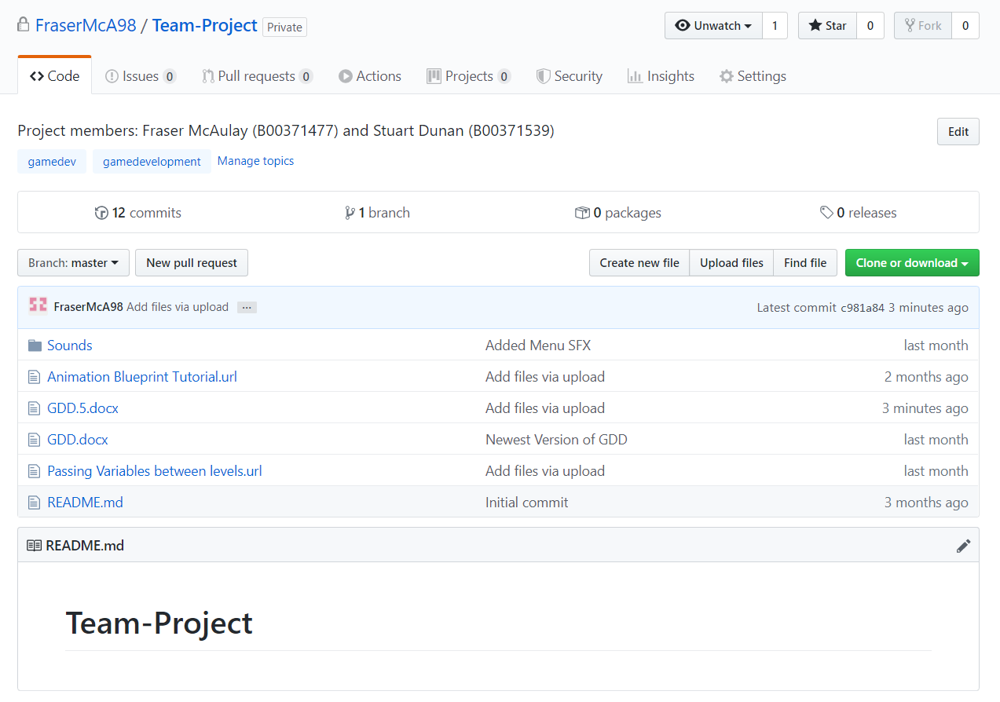 FraserMcA98 / Team-Project Private Unwatch 1 Star 0 Fork 0
Code Issues 0 Pull requests 0 Actions Projects 0 Security Insights Settings
Project members: Fraser McAulay (B00371477) and Stuart Dunan (B00371539) Edit
gamedev gamedevelopment Manage topics
12 commits 1 branch 0 packages 0 releases
Branch: master New pull request Create new file Upload files Find file Clone or download
FraserMcA98 Add files via upload ... Latest commit c981a84 3 minutes ago
Sounds Added Menu SFX last month
Animation Blueprint Tutorial.url Add files via upload 2 months ago
GDD.5.docx Add files via upload 3 minutes ago
GDD.docx Newest Version of GDD last month
Passing Variables between levels.url Add files via upload last month
README.md Initial commit 3 months ago
README.md
Team-Project